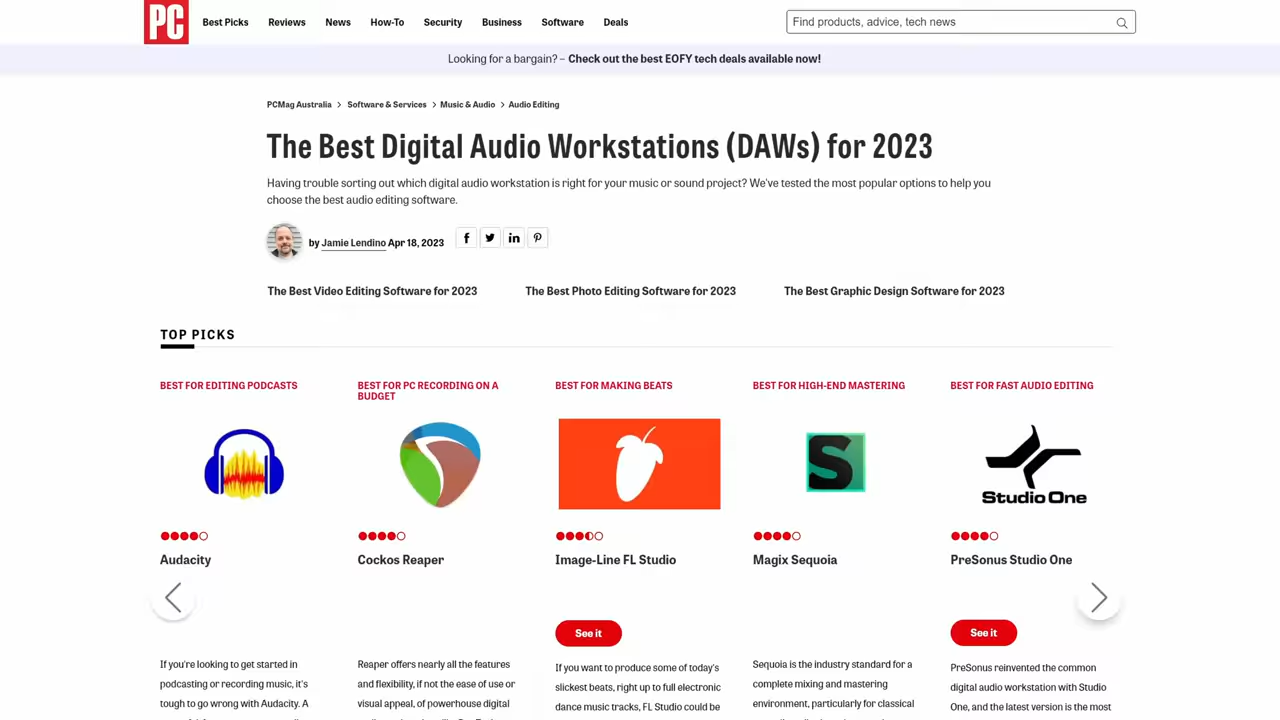 PC
Best Picks
Reviews
News
How-To
Security
Business
Software
Deals
Find products, advice, tech news
Looking for a bargain? – Check out the best EOFY tech deals available now!
PCMag Australia > Software & Services > Music & Audio > Audio Editing
The Best Digital Audio Workstations (DAWs) for 2023
Having trouble sorting out which digital audio workstation is right for your music or sound project? We've tested the most popular options to help you
choose the best audio editing software.
by Jamie Lendino Apr 18, 2023
The Best Video Editing Software for 2023
The Best Photo Editing Software for 2023
The Best Graphic Design Software for 2023
TOP PICKS
BEST FOR EDITING PODCASTS
Audacity
If you're looking to get started in
podcasting or recording music, it's
tough to go wrong with Audacity. A
BEST FOR PC RECORDING ON A
BUDGET
Cockos Reaper
Reaper offers nearly all the features
and flexibility, if not the ease of use or
visual appeal, of powerhouse digital
BEST FOR MAKING BEATS
Image-Line FL Studio
See it
If you want to produce some of today's
slickest beats, right up to full electronic
dance music tracks, FL Studio could be
BEST FOR HIGH-END MASTERING
S
Magix Sequoia
Sequoia is the industry standard for a
complete mixing and mastering
environment, particularly for classical
BEST FOR FAST AUDIO EDITING
Studio One
PreSonus Studio One
See it
PreSonus reinvented the common
digital audio workstation with Studio
One, and the latest version is the most